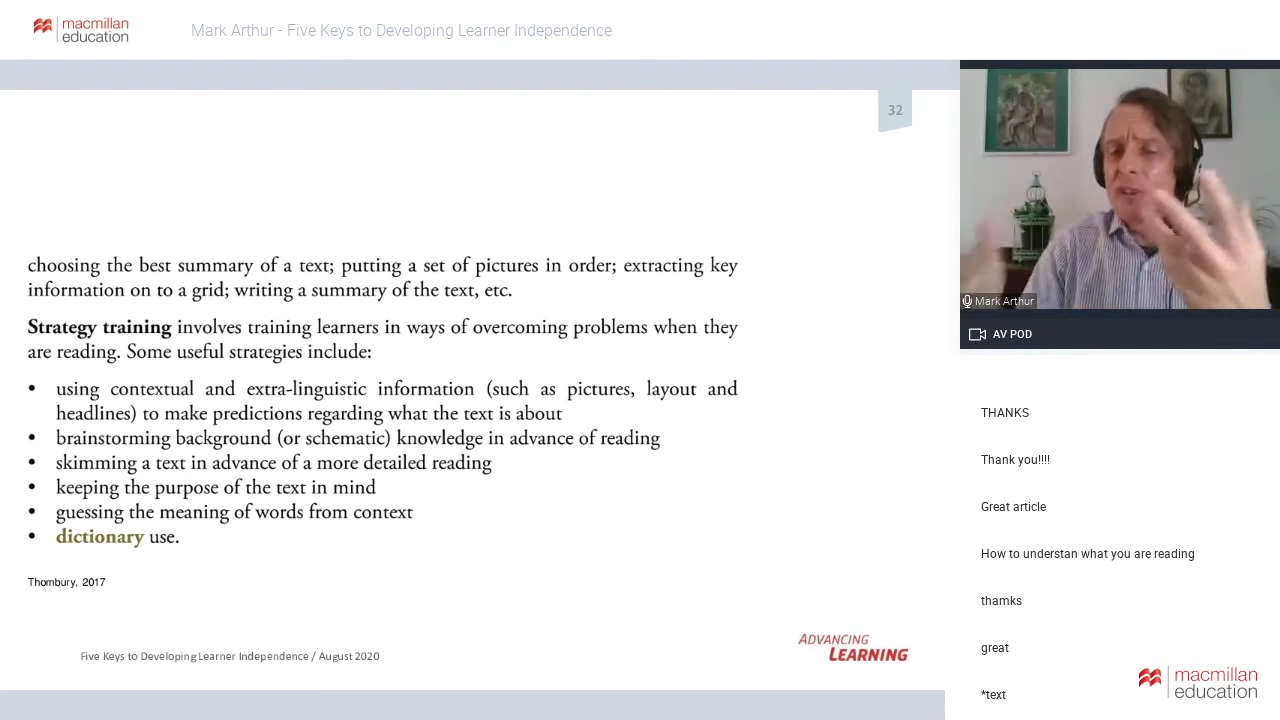 macmillan
education
Mark Arthur - Five Keys to Developing Learner Independence
32
choosing the best summary of a text; putting a set of pictures in order; extracting key
information on to a grid; writing a summary of the text, etc.
Strategy training involves training learners in ways of overcoming problems when they
are reading. Some useful strategies include:
• using contextual and extra-linguistic information (such as pictures, layout and
headlines) to make predictions regarding what the text is about
• brainstorming background (or schematic) knowledge in advance of reading
• skimming a text in advance of a more detailed reading
• keeping the purpose of the text in mind
• guessing the meaning of words from context
• dictionary use.
Thornbury, 2017
Five Keys to Developing Learner Independence / August 2020
ADVANCING
LEARNING
Mark Arthur
AV POD
THANKS
Thank you!!!!
Great article
How to understan what you are reading
thamks
great
*text
macmillan
education